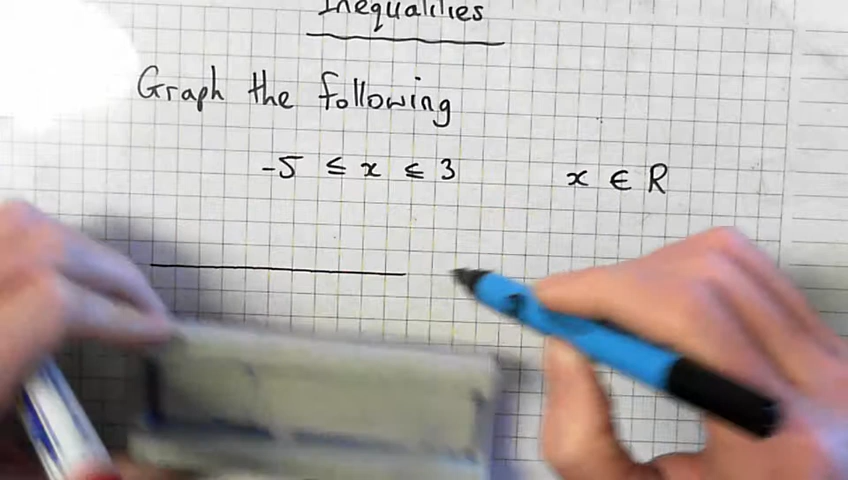 Inequalities
Graph the following
-5 ≤ x ≤ 3 x ∈ R